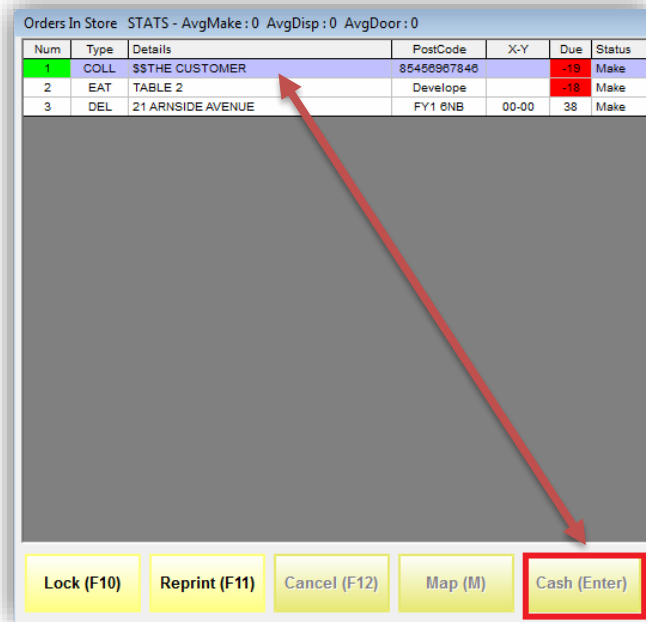 Orders In Store STATS - AvgMake : 0 AvgDisp : 0 AvgDoor : 0
Num Type Details PostCode X-Y Due Status
1 COLL $$THE CUSTOMER 85456967846 -19 Make
2 EAT TABLE 2 Develope -18 Make
3 DEL 21 ARNSIDE AVENUE FY1 6NB 00-00 38 Make
Lock (F10) Reprint (F11) Cancel (F12) Map (M) Cash (Enter)